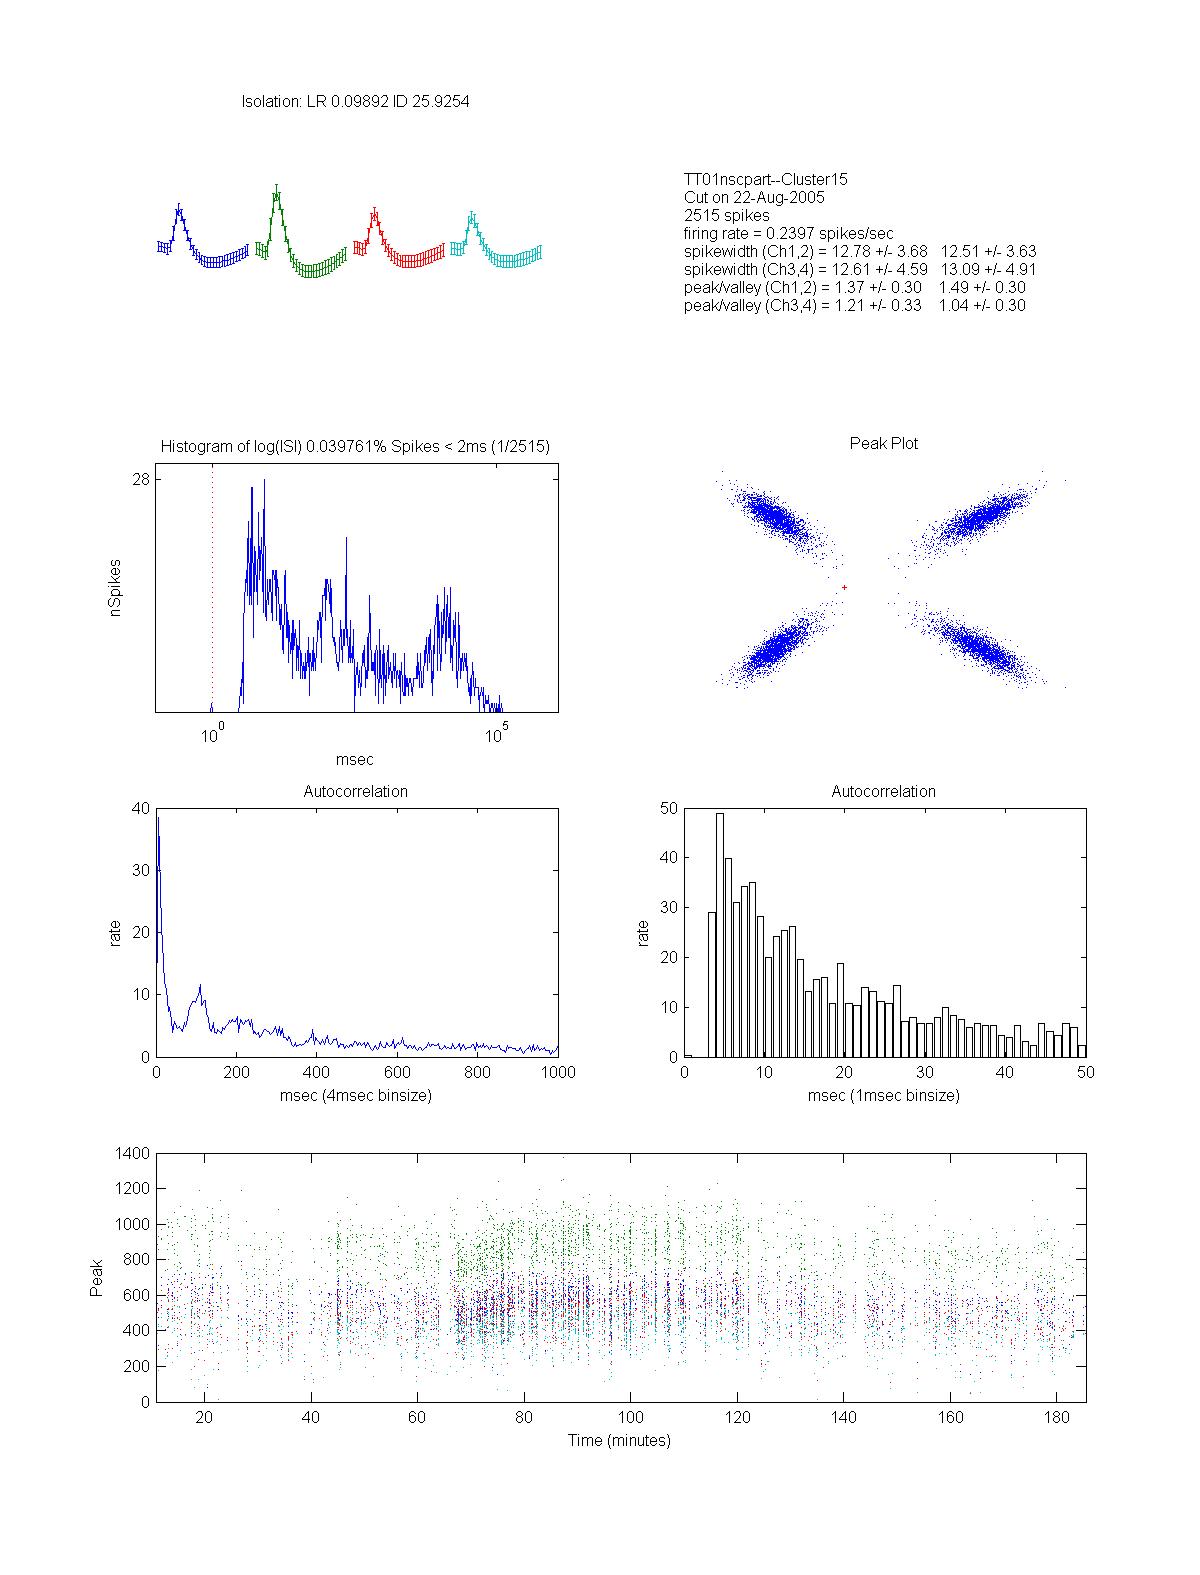 Isolation: LR 0.09892 ID 25.9254
TT01nscpart--Cluster15
Cut on 22-Aug-2005
2515 spikes
firing rate = 0.2397 spikes/sec
spikewidth (Ch1,2) = 12.78 +/- 3.68 12.51 +/- 3.63
spikewidth (Ch3,4) = 12.61 +/- 4.59 13.09 +/- 4.91
peak/valley (Ch1,2) = 1.37 +/- 0.30 1.49 +/- 0.30
peak/valley (Ch3,4) = 1.21 +/- 0.33 1.04 +/- 0.30
Histogram of log(ISI) 0.039761% Spikes < 2ms (1/2515)
28
nSpikes
10^0 10^5
msec
Peak Plot
Autocorrelation
40
30
20
10
0
rate
0 200 400 600 800 1000
msec (4msec binsize)
Autocorrelation
50
40
30
20
10
0
rate
0 10 20 30 40 50
msec (1msec binsize)
1400
1200
1000
800
600
400
200
0
Peak
20 40 60 80 100 120 140 160 180
Time (minutes)